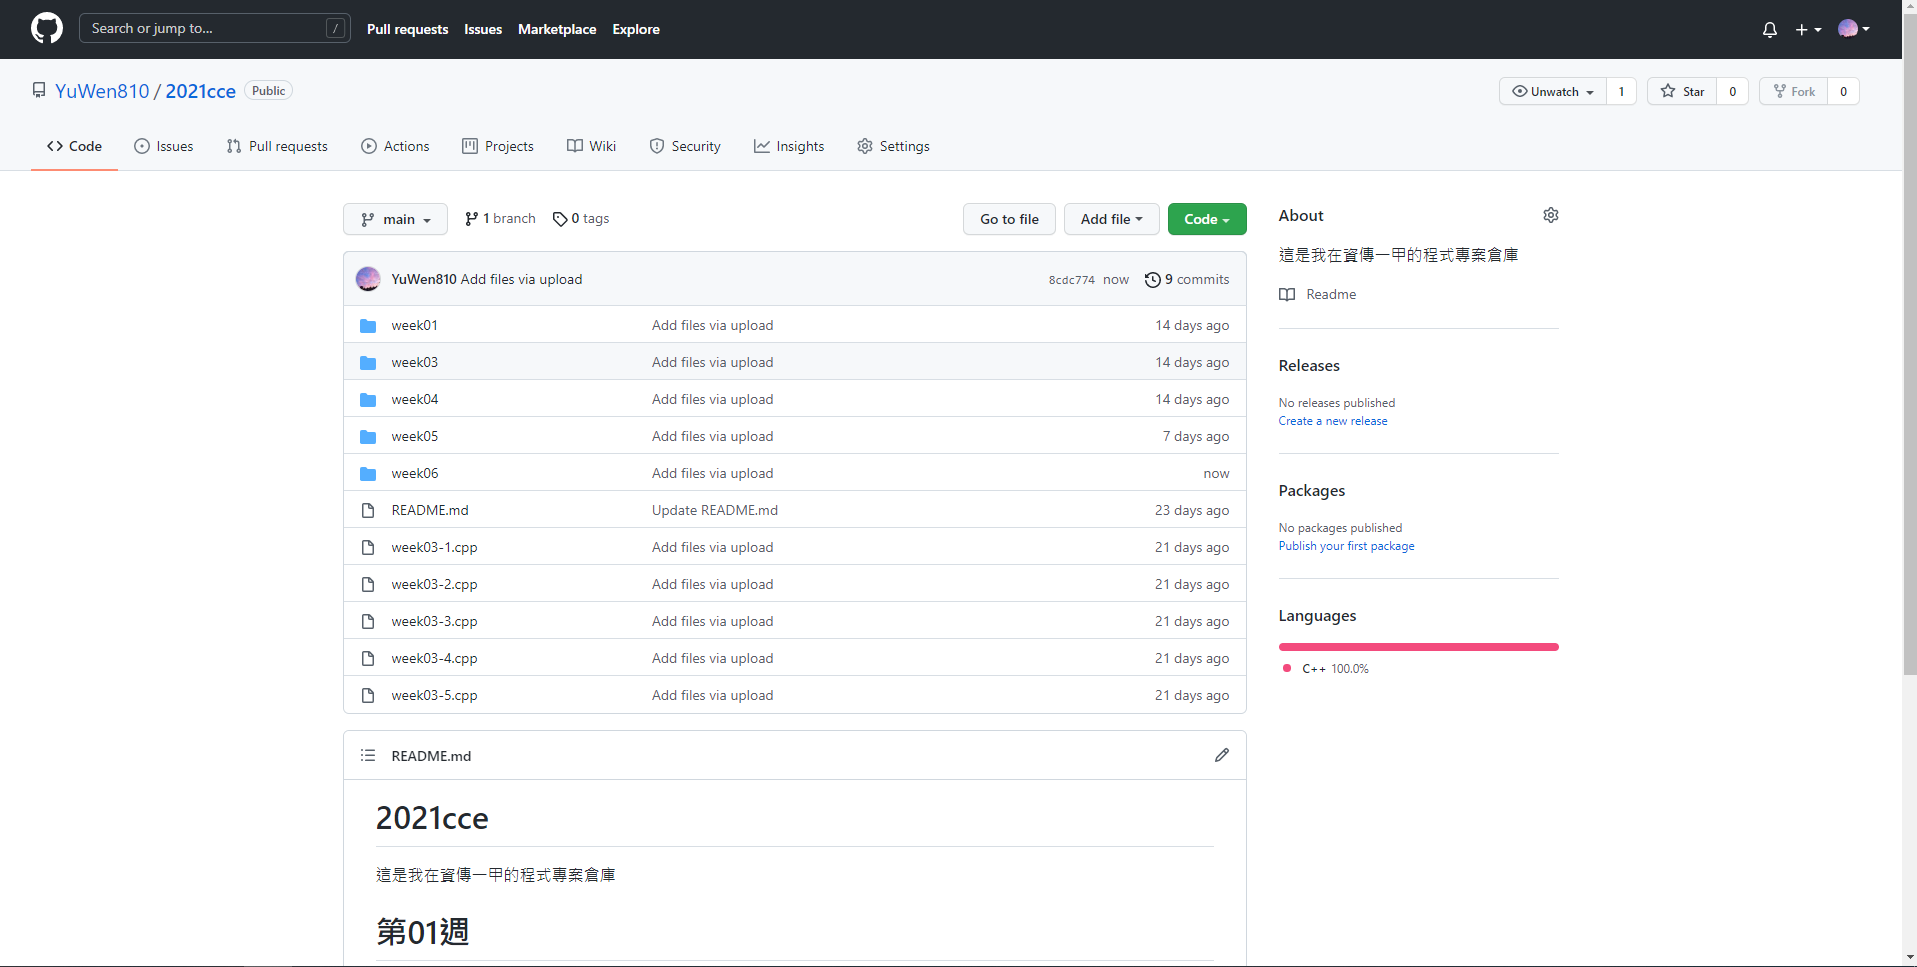 Search or jump to... /
Pull requests Issues Marketplace Explore
YuWen810 / 2021cce Public
Unwatch 1 Star 0 Fork 0
Code Issues Pull requests Actions Projects Wiki Security Insights Settings
main 1 branch 0 tags Go to file Add file Code
YuWen810 Add files via upload 8cdc774 now 9 commits
week01 Add files via upload 14 days ago
week03 Add files via upload 14 days ago
week04 Add files via upload 14 days ago
week05 Add files via upload 7 days ago
week06 Add files via upload now
README.md Update README.md 23 days ago
week03-1.cpp Add files via upload 21 days ago
week03-2.cpp Add files via upload 21 days ago
week03-3.cpp Add files via upload 21 days ago
week03-4.cpp Add files via upload 21 days ago
week03-5.cpp Add files via upload 21 days ago
README.md
2021cce
這是我在資傳一甲的程式專案倉庫
第01週
About
這是我在資傳一甲的程式專案倉庫
Readme
Releases
No releases published
Create a new release
Packages
No packages published
Publish your first package
Languages
C++ 100.0%